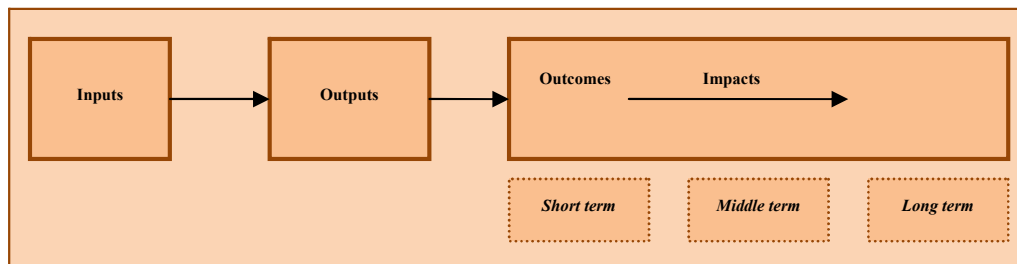 Inputs
Outputs
Outcomes
Impacts
Short term
Middle term
Long term